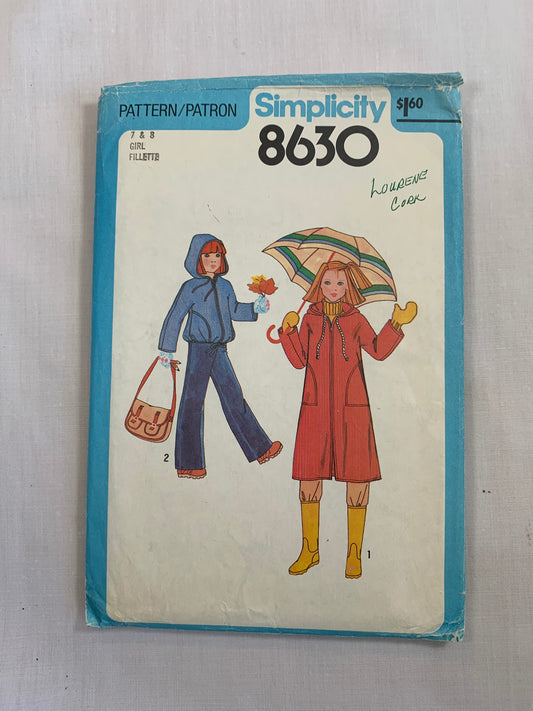 PATTERN/PATRON Simplicity $1.60
8630
7 & 8
GIRL
FILLETTE
LOURENE
CORK
2
1